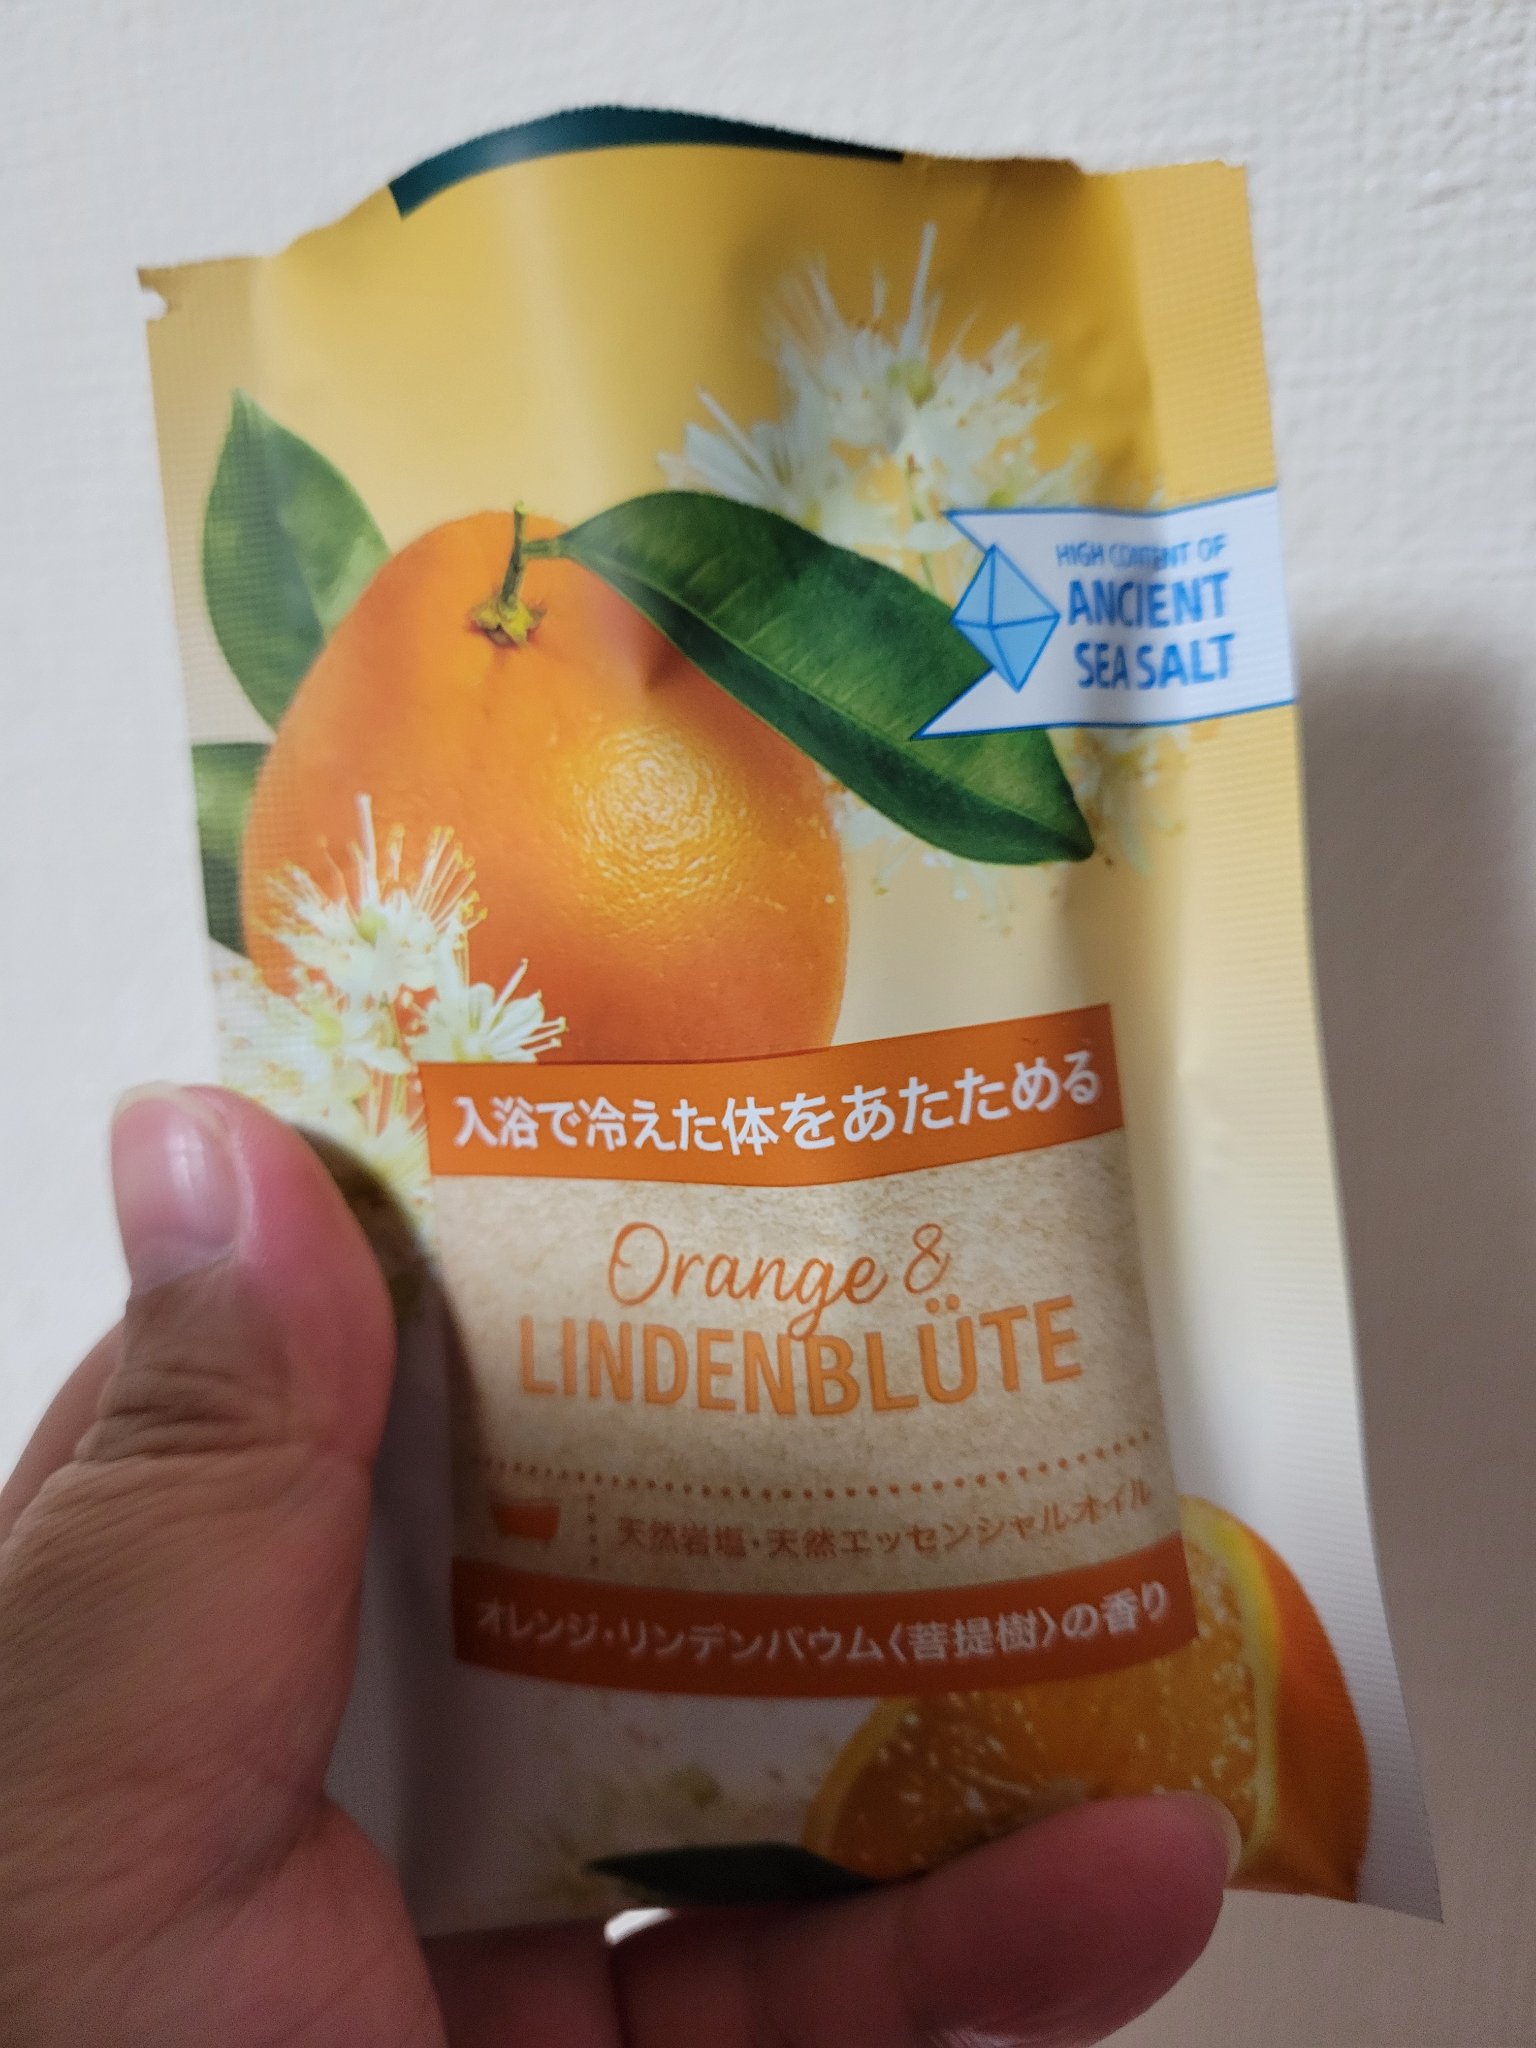 HIGH CONTENT OF
ANCIENT
SEA SALT
入浴で冷えた体をあたためる
Orange &
LINDENBLÜTE
天然岩塩・天然エッセンシャルオイル
オレンジ・リンデンバウム〈菩提樹〉の香り